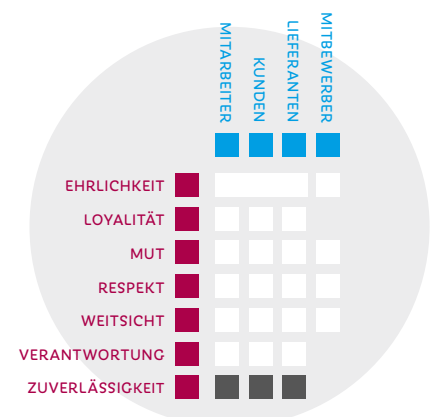 MITARBEITER
KUNDEN
LIEFERANTEN
MITBEWERBER
EHRLICHKEIT
LOYALITÄT
MUT
RESPEKT
WEITSICHT
VERANTWORTUNG
ZUVERLÄSSIGKEIT